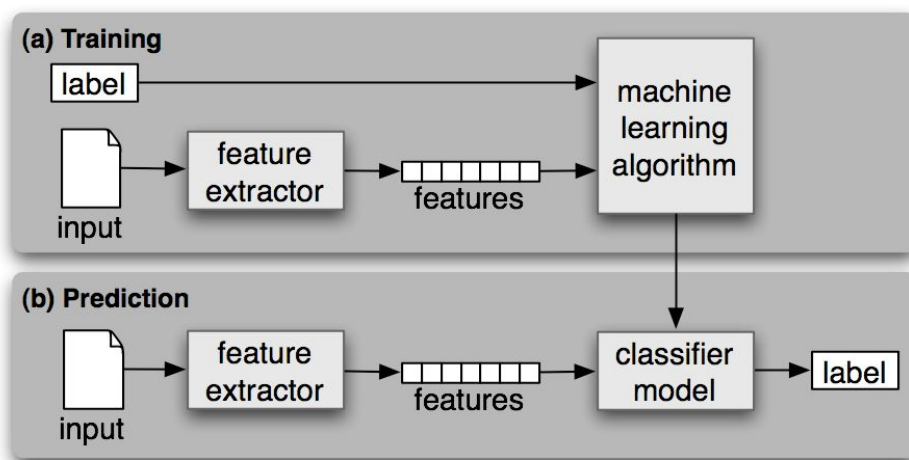 (a) Training
label
machine
learning
algorithm
feature
extractor
features
input
(b) Prediction
feature
extractor
features
classifier
model
label
input